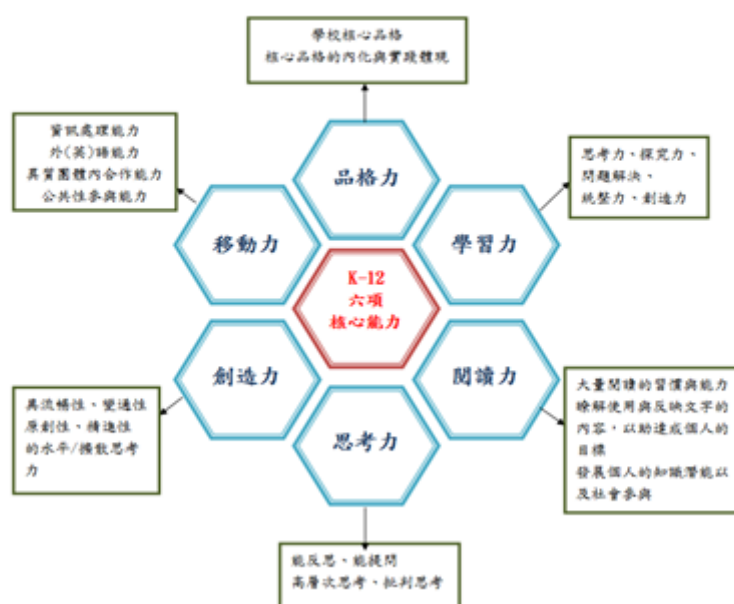 學校核心品格
核心品格的內化與實踐體現
資訊處理能力
外(英)語能力
異質團體內合作能力
公共性參與能力
品格力
思考力、探究力、
問題解決、
統整力、創造力
移動力
學習力
K-12
六項
核心能力
創造力
閱讀力
思考力
具流暢性、變通性
原創性、精進性
的水平/擴散思考
力
大量閱讀的習慣與能力
瞭解使用與反映文字的
內容，以助達成個人的
目標
發展個人的知識潛能以
及社會參與
能反思、能提問
高層次思考、批判思考